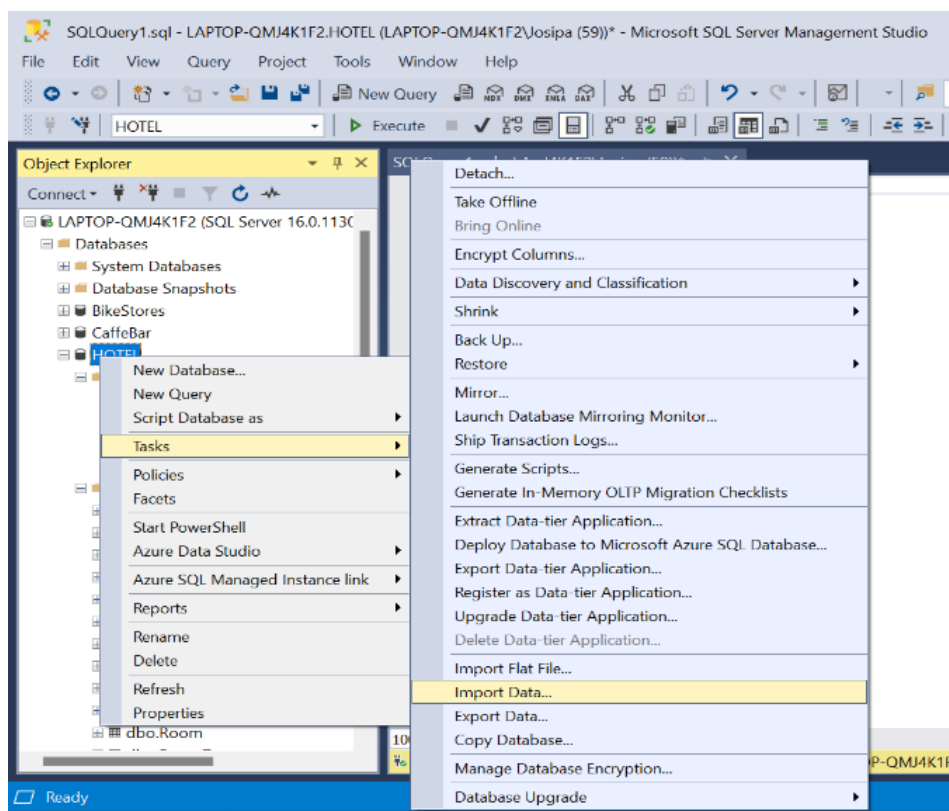 SQLQuery1.sql - LAPTOP-QMJ4K1F2.HOTEL (LAPTOP-QMJ4K1F2\Josipa (59))* - Microsoft SQL Server Management Studio
File Edit View Query Project Tools Window Help
New Query MDX DMX XMLA DAX
HOTEL Execute
Object Explorer
Connect
LAPTOP-QMJ4K1F2 (SQL Server 16.0.1130
Databases
System Databases
Database Snapshots
BikeStores
CaffeBar
HOTEL
New Database...
New Query
Script Database as
Tasks
Policies
Facets
Start PowerShell
Azure Data Studio
Azure SQL Managed Instance link
Reports
Rename
Delete
Refresh
Properties
dbo.Room
Detach...
Take Offline
Bring Online
Encrypt Columns...
Data Discovery and Classification
Shrink
Back Up...
Restore
Mirror...
Launch Database Mirroring Monitor...
Ship Transaction Logs...
Generate Scripts...
Generate In-Memory OLTP Migration Checklists
Extract Data-tier Application...
Deploy Database to Microsoft Azure SQL Database...
Export Data-tier Application...
Register as Data-tier Application...
Upgrade Data-tier Application...
Delete Data-tier Application...
Import Flat File...
Import Data...
Export Data...
Copy Database...
Manage Database Encryption...
Database Upgrade
P-QMJ4K1F
Ready